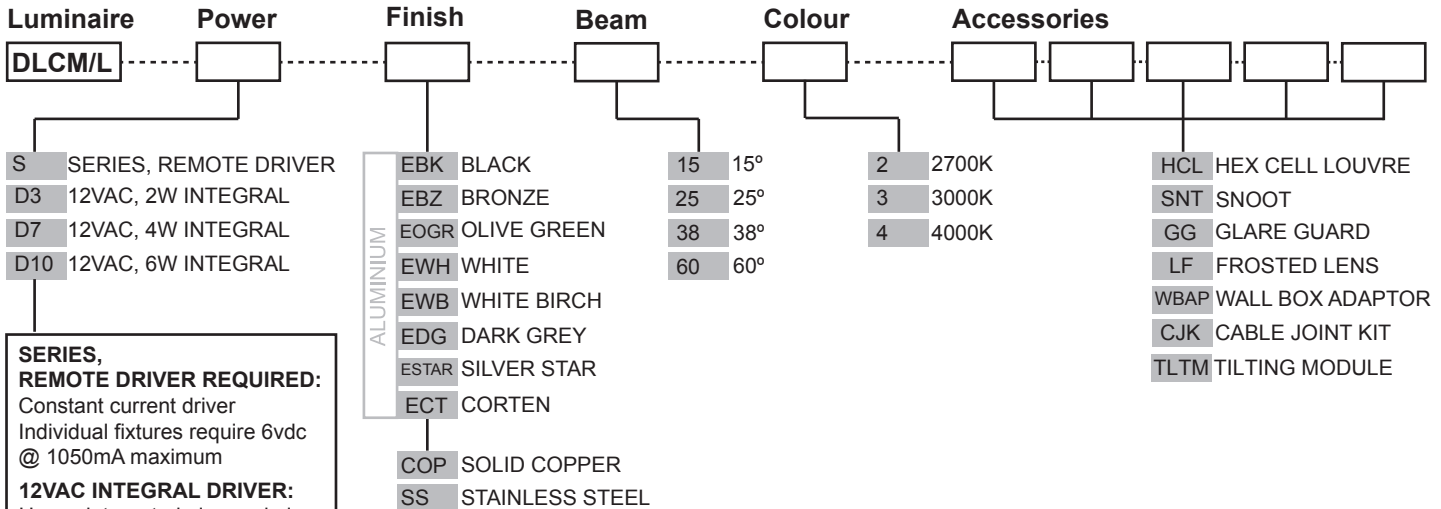 Luminaire Power Finish Beam Colour Accessories
DLCM/L
S SERIES, REMOTE DRIVER
D3 12VAC, 2W INTEGRAL
D7 12VAC, 4W INTEGRAL
D10 12VAC, 6W INTEGRAL
SERIES,
REMOTE DRIVER REQUIRED:
Constant current driver
Individual fixtures require 6vdc
@ 1050mA maximum
12VAC INTEGRAL DRIVER:
ALUMINIUM
EBK BLACK
EBZ BRONZE
EOGR OLIVE GREEN
EWH WHITE
EWB WHITE BIRCH
EDG DARK GREY
ESTAR SILVER STAR
ECT CORTEN
COP SOLID COPPER
SS STAINLESS STEEL
15 15º
25 25º
38 38º
60 60º
2 2700K
3 3000K
4 4000K
HCL HEX CELL LOUVRE
SNT SNOOT
GG GLARE GUARD
LF FROSTED LENS
WBAP WALL BOX ADAPTOR
CJK CABLE JOINT KIT
TLTM TILTING MODULE